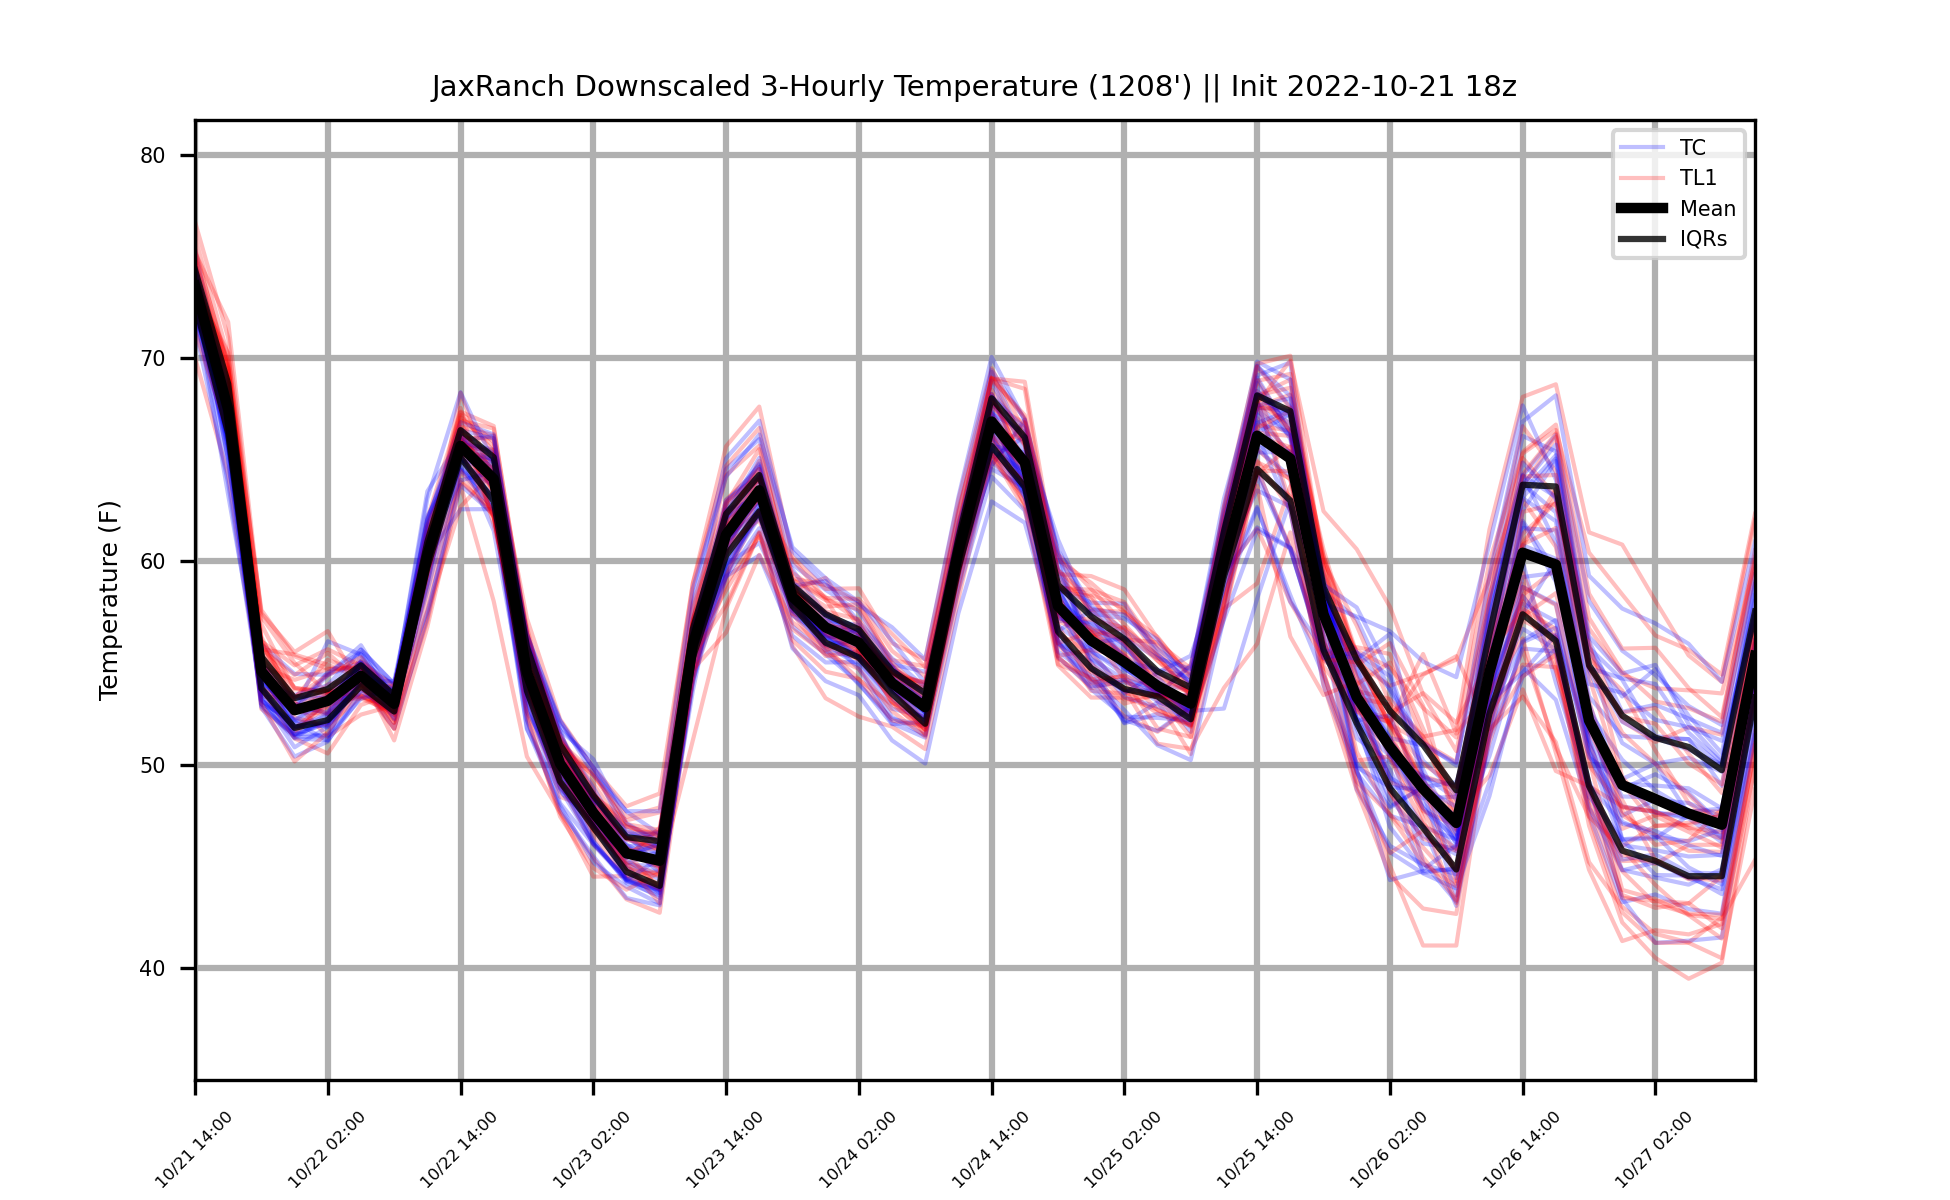 JaxRanch Downscaled 3-Hourly Temperature (1208') || Init 2022-10-21 18z
TC
TL1
Mean
IQRs
Temperature (F)
80
70
60
50
40
10/21 14:00
10/22 02:00
10/22 14:00
10/23 02:00
10/23 14:00
10/24 02:00
10/24 14:00
10/25 02:00
10/25 14:00
10/26 02:00
10/26 14:00
10/27 02:00